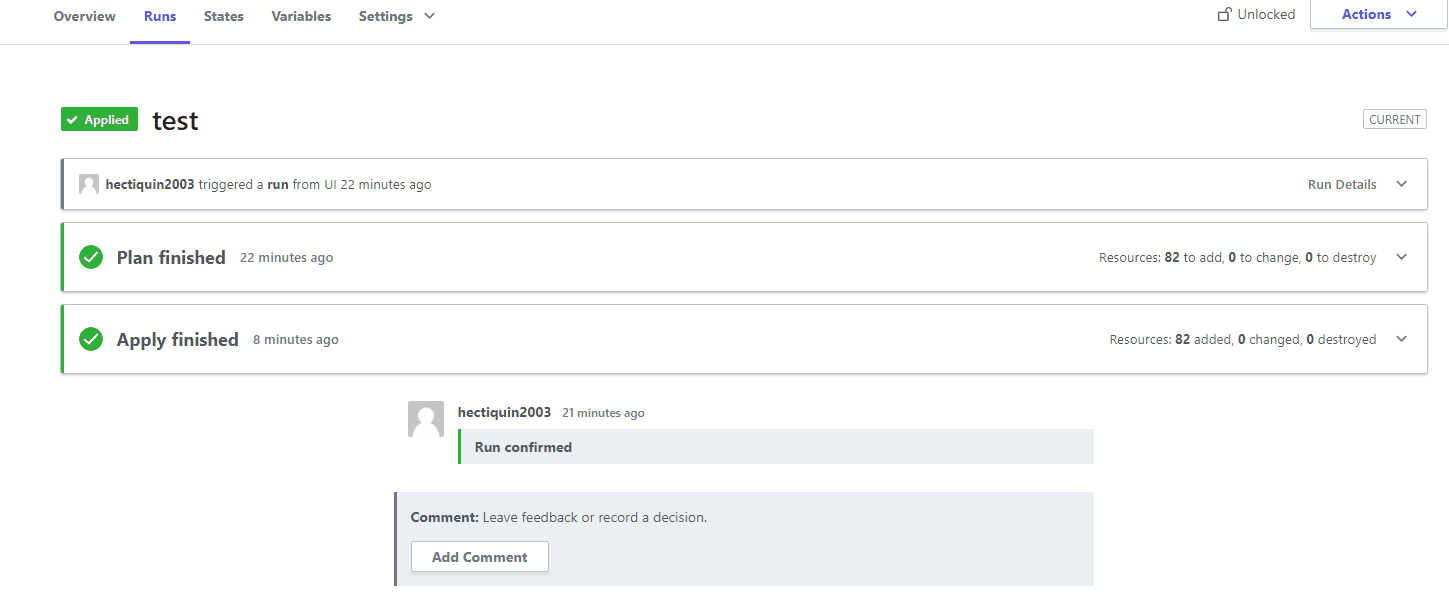 Overview Runs States Variables Settings Unlocked Actions
Applied test CURRENT
hectiquin2003 triggered a run from UI 22 minutes ago Run Details
Plan finished 22 minutes ago Resources: 82 to add, 0 to change, 0 to destroy
Apply finished 8 minutes ago Resources: 82 added, 0 changed, 0 destroyed
hectiquin2003 21 minutes ago
Run confirmed
Comment: Leave feedback or record a decision.
Add Comment